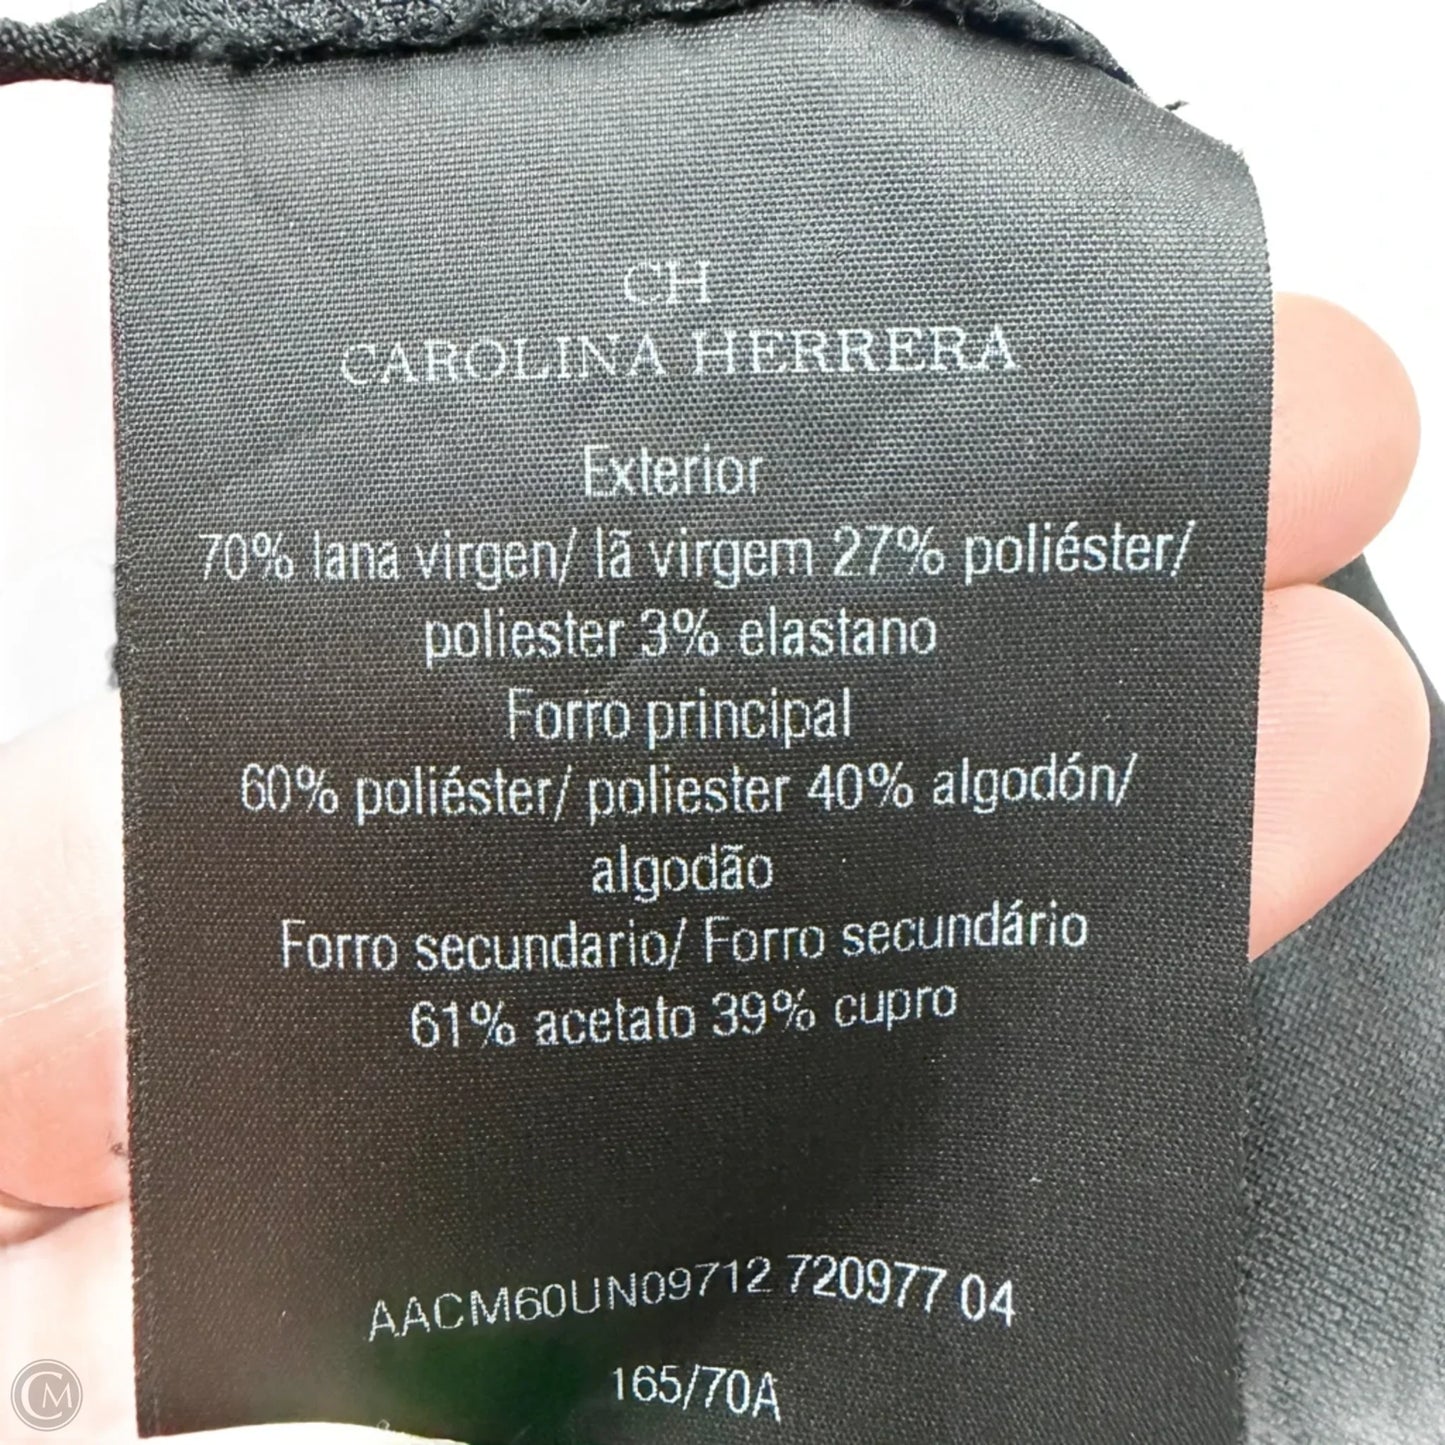 CH
CAROLINA HERRERA
Exterior
70% lana virgen/ lã virgem 27% poliéster/
poliester 3% elastano
Forro principal
60% poliéster/ poliester 40% algodón/
algodão
Forro secundario/ Forro secundário
61% acetato 39% cupro
AACM60UN09712 720977 04
165/70A
CM